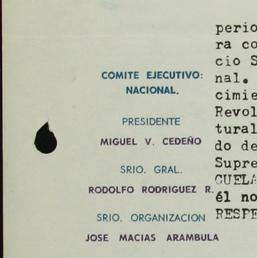 COMITE EJECUTIVO:
NACIONAL.
PRESIDENTE
MIGUEL V. CEDEÑO
SRIO. GRAL.
RODOLFO RODRIGUEZ R.
SRIO. ORGANIZACION
JOSE MACIAS ARAMBULA
perio
ra co
cio S
nal.
cimie
Revol
tural
do de
Supre
CUELA
él no
RESPE